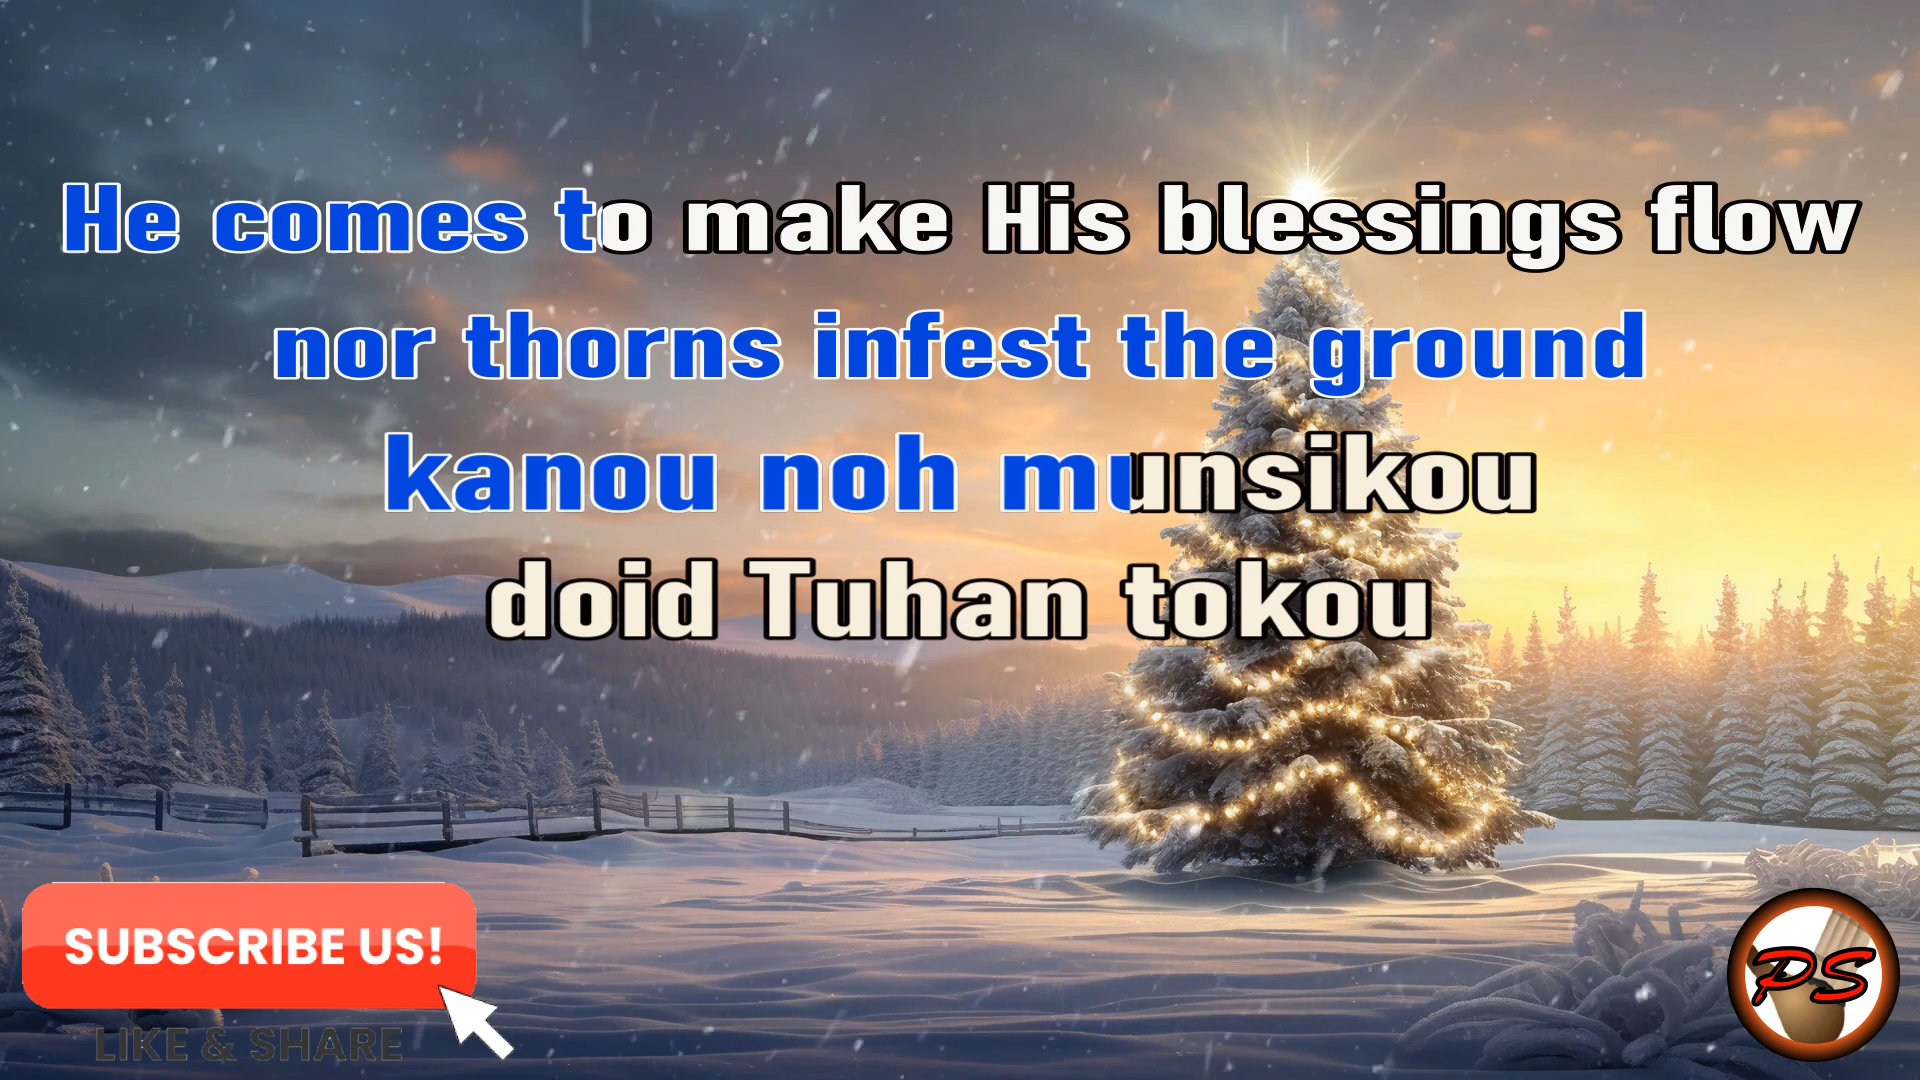 He comes to make His blessings flow
nor thorns infest the ground
kanou noh munsikou
doid Tuhan tokou
SUBSCRIBE US!
LIKE & SHARE
PS